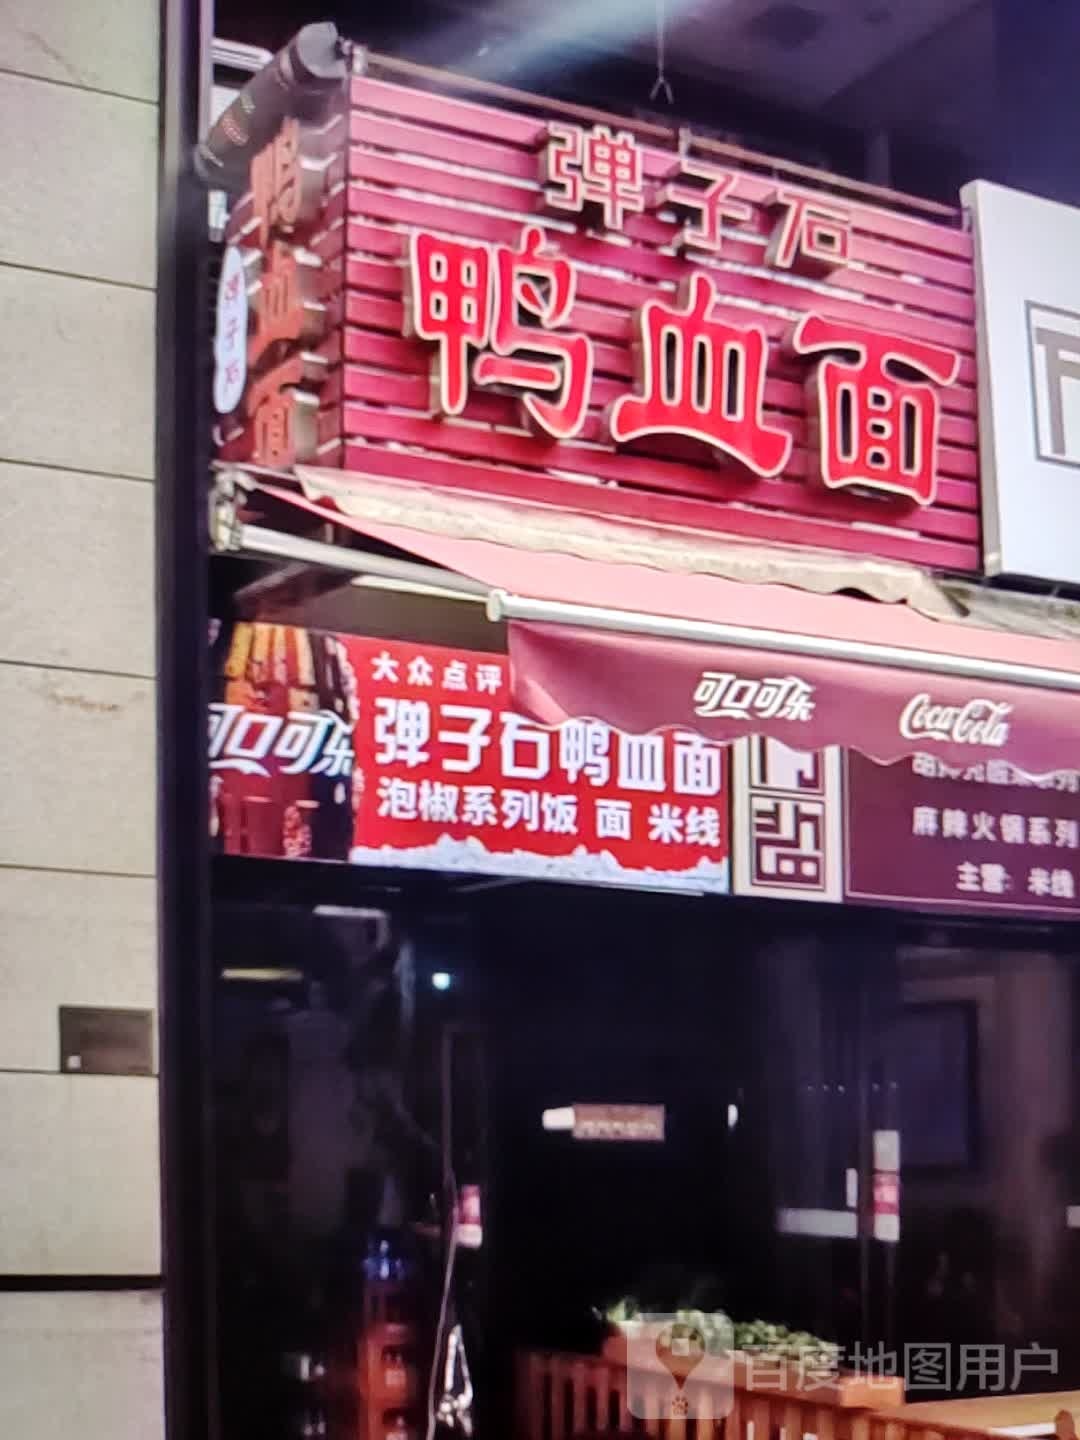 弹子石
鸭血面
鸭血面
弹子石
可口可乐
Coca-Cola
可口可乐
大众点评
弹子石鸭血面
泡椒系列饭 面 米线
麻辣火锅系列
主营: 米线
百度地图用户